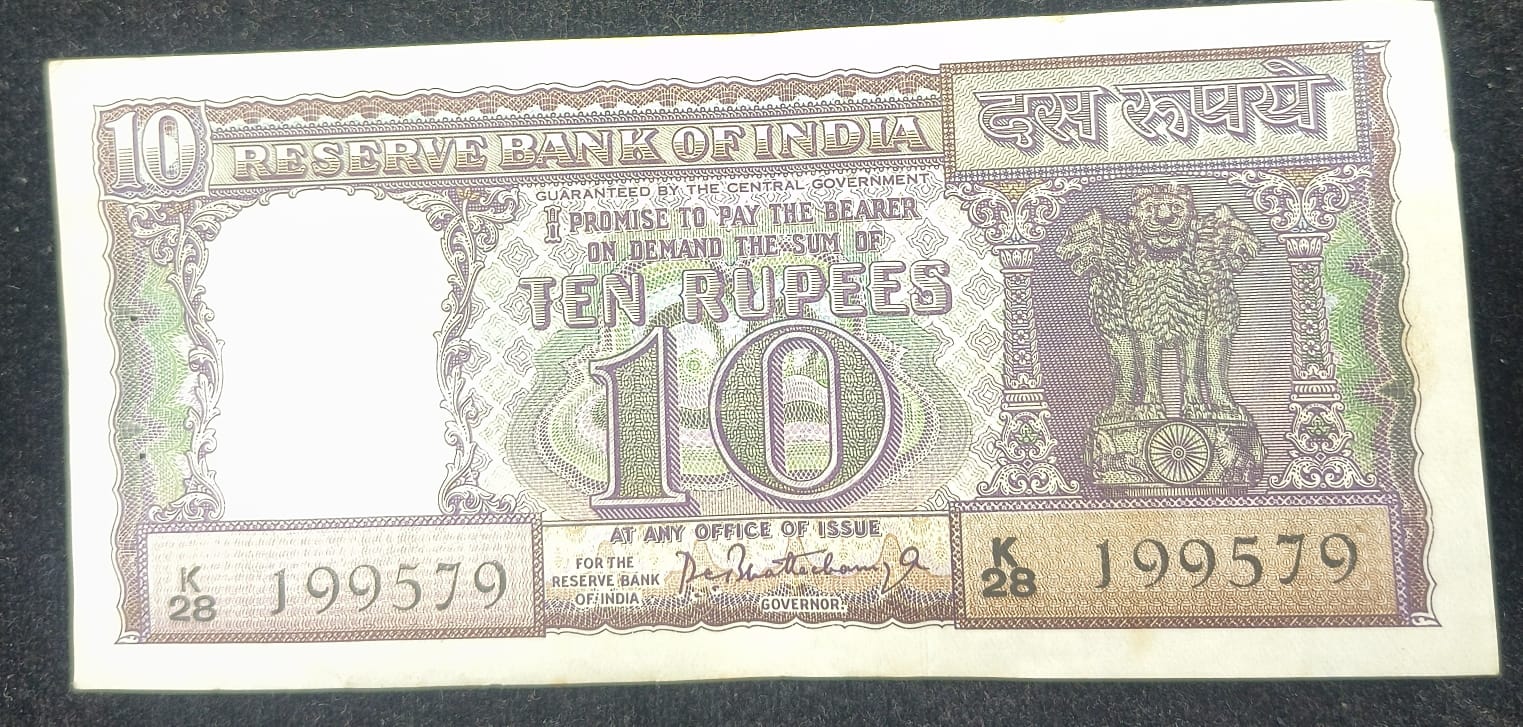 10 RESERVE BANK OF INDIA
दस रूपये
GUARANTEED BY THE CENTRAL GOVERNMENT
I PROMISE TO PAY THE BEARER
ON DEMAND THE SUM OF
TEN RUPEES
10
AT ANY OFFICE OF ISSUE
FOR THE
RESERVE BANK
OF INDIA
P C Bhattacharyya
GOVERNOR.
K
28 199579
K
28 199579